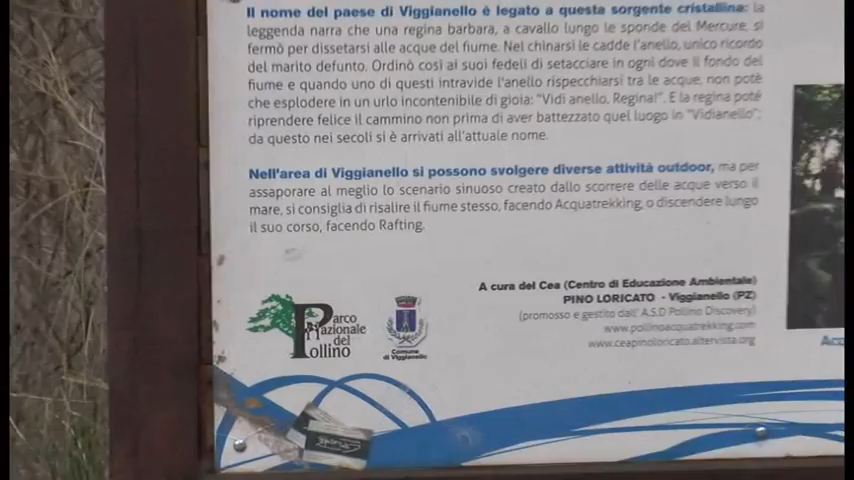 Il nome del paese di Viggianello è legato a questa sorgente cristallina: la
leggenda narra che una regina barbara, a cavallo lungo le sponde del Mercure, si
fermò per dissetarsi alle acque del fiume. Nel chinarsi le cadde l'anello, unico ricordo
del marito defunto. Ordinò così ai suoi fedeli di setacciare in ogni dove il fondo del
fiume e quando uno di questi intravide l'anello rispecchiarsi tra le acque, non potè
che esplodere in un urlo incontenibile di gioia: "Vidi anello, Regina!". E la regina poté
riprendere felice il cammino non prima di aver battezzato quel luogo in "Vidianello";
da questo nei secoli si è arrivati all'attuale nome.
Nell'area di Viggianello si possono svolgere diverse attività outdoor, ma per
assaporare al meglio lo scenario sinuoso creato dallo scorrere delle acque verso il
mare, si consiglia di risalire il fiume stesso, facendo Acquatrekking, o discendere lungo
il suo corso, facendo Rafting.
A cura del Cea (Centro di Educazione Ambientale)
PINO LORICATO - Viggianello (PZ)
(promosso e gestito dall' A.S.D Pollino Discovery)
www.pollinoacquatrekking.com
www.ceapinoloricato.altervista.org
Parco
Nazionale
del
Pollino
Comune
di Viggianello